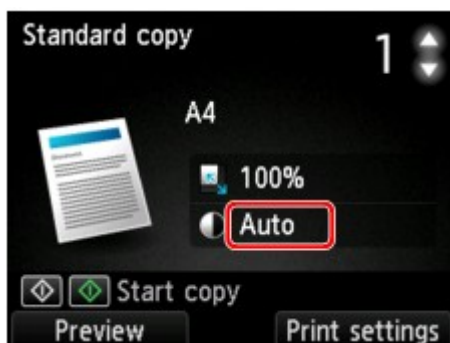 Standard copy
1
A4
100%
Auto
Start copy
Preview
Print settings